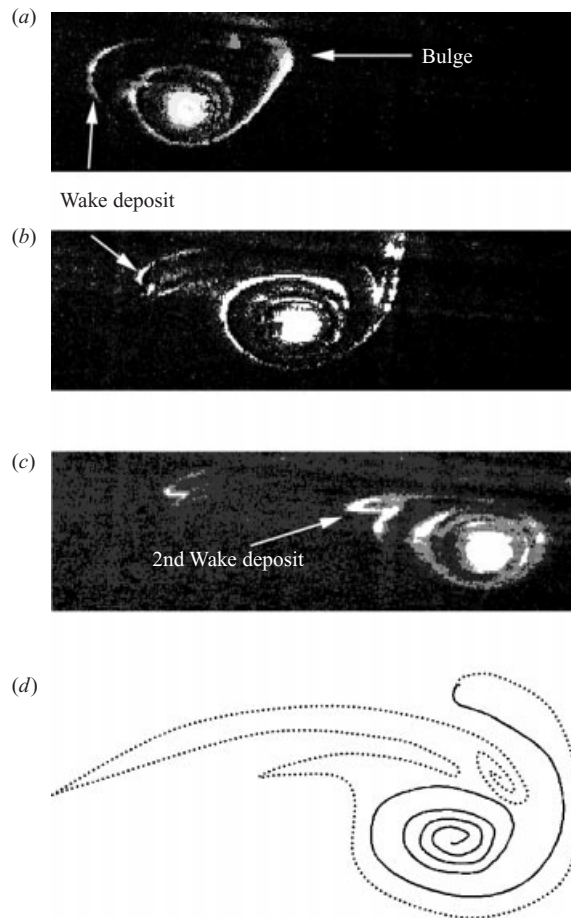 (a)
Bulge
Wake deposit
(b)
(c)
2nd Wake deposit
(d)